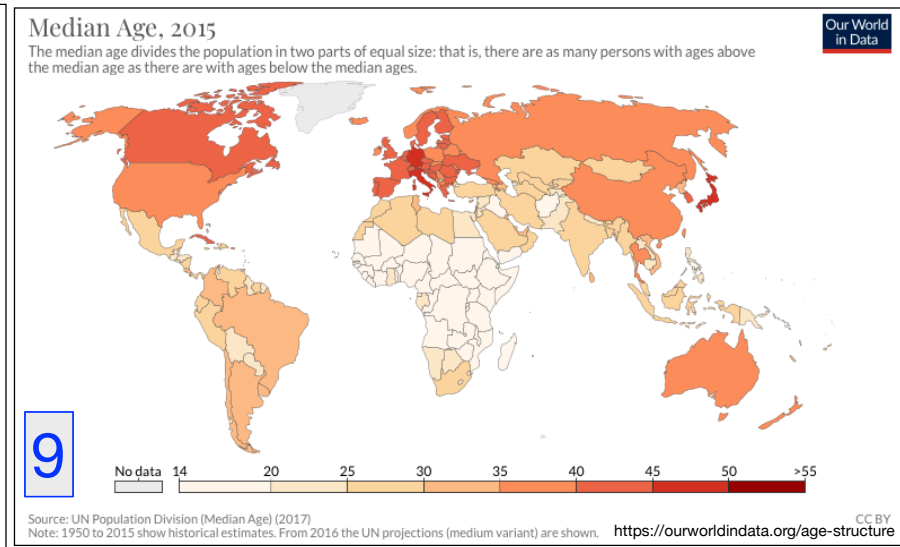 Median Age, 2015
Our World
in Data
The median age divides the population in two parts of equal size: that is, there are as many persons with ages above
the median age as there are with ages below the median ages.
9
No data 14 20 25 30 35 40 45 50 >55
Source: UN Population Division (Median Age) (2017)
CC BY
Note: 1950 to 2015 show historical estimates. From 2016 the UN projections (medium variant) are shown.
https://ourworldindata.org/age-structure